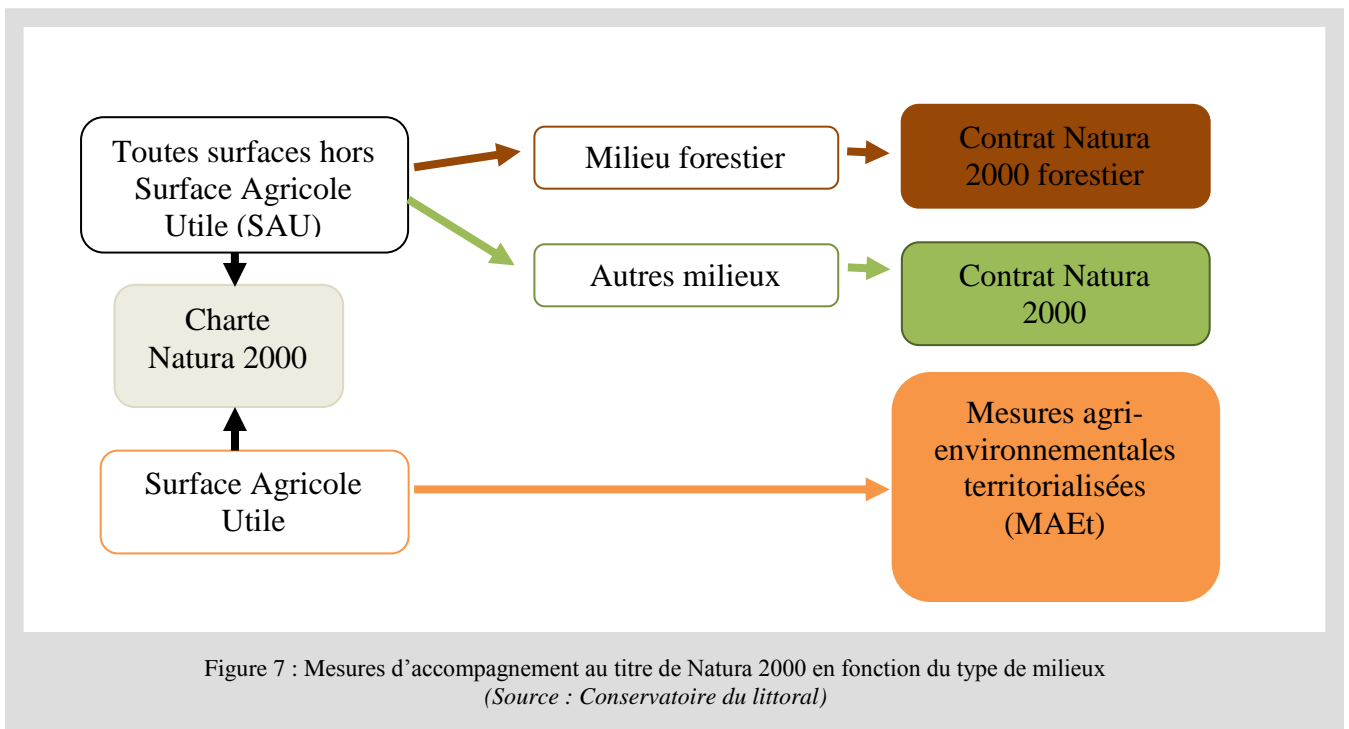 Toutes surfaces hors
Surface Agricole
Utile (SAU)
Milieu forestier
Contrat Natura
2000 forestier
Autres milieux
Contrat Natura
2000
Charte
Natura 2000
Surface Agricole
Utile
Mesures agri-
environnementales
territorialisées
(MAEt)
Figure 7 : Mesures d’accompagnement au titre de Natura 2000 en fonction du type de milieux
(Source : Conservatoire du littoral)